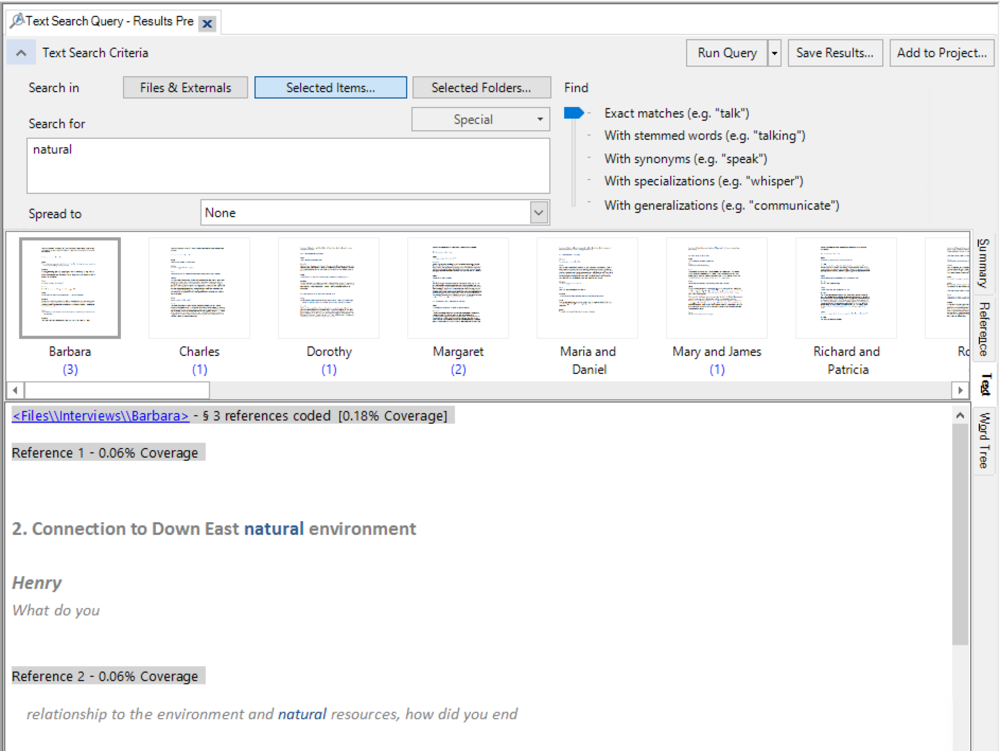 Text Search Query - Results Pre
Text Search Criteria
Run Query
Save Results...
Add to Project...
Search in
Files & Externals
Selected Items...
Selected Folders...
Find
Search for
Special
natural
Exact matches (e.g. "talk")
With stemmed words (e.g. "talking")
With synonyms (e.g. "speak")
With specializations (e.g. "whisper")
With generalizations (e.g. "communicate")
Spread to
None
Barbara
(3)
Charles
(1)
Dorothy
(1)
Margaret
(2)
Maria and
Daniel
Mary and James
(1)
Richard and
Patricia
Summary
Reference
Text
Word Tree
<Files\\Interviews\\Barbara> - § 3 references coded [0.18% Coverage]
Reference 1 - 0.06% Coverage
2. Connection to Down East natural environment
Henry
What do you
Reference 2 - 0.06% Coverage
relationship to the environment and natural resources, how did you end